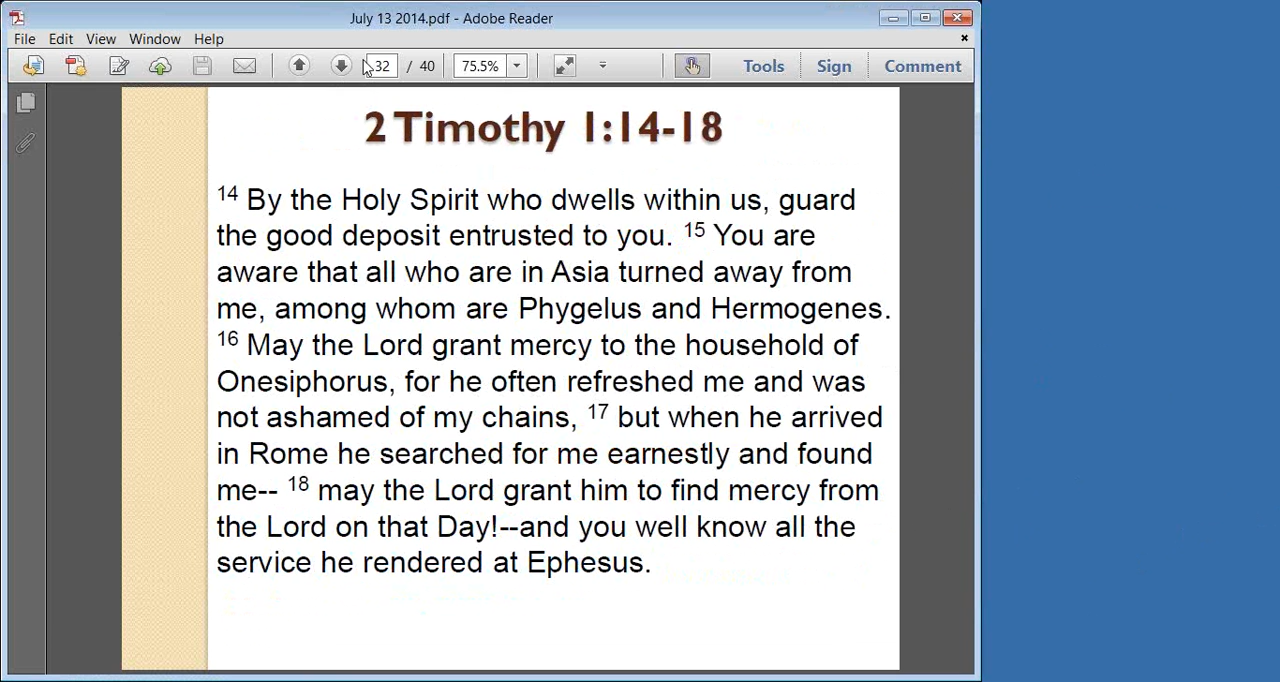 July 13 2014.pdf - Adobe Reader
File Edit View Window Help
32 / 40 75.5% Tools Sign Comment
2 Timothy 1:14-18
14 By the Holy Spirit who dwells within us, guard
the good deposit entrusted to you. 15 You are
aware that all who are in Asia turned away from
me, among whom are Phygelus and Hermogenes.
16 May the Lord grant mercy to the household of
Onesiphorus, for he often refreshed me and was
not ashamed of my chains, 17 but when he arrived
in Rome he searched for me earnestly and found
me-- 18 may the Lord grant him to find mercy from
the Lord on that Day!--and you well know all the
service he rendered at Ephesus.